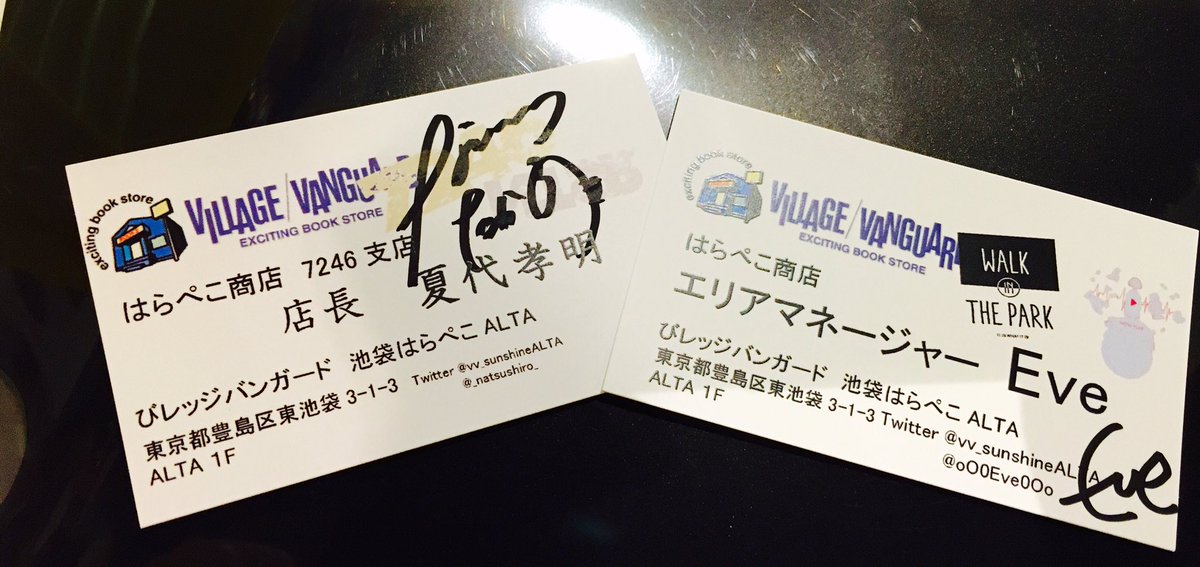 exciting book store
VILLAGE/VANGUA
EXCITING BOOK STORE
はらぺこ商店 7246 支店
店長 夏代孝明
びレッジバンガード 池袋はらぺこ ALTA
東京都豊島区東池袋 3-1-3 Twitter @vv_sunshineALTA
@_natsushiro_
ALTA 1F
exciting book store
VILLAGE/VANGUAR
EXCITING BOOK STORE
WALK
IN
THE PARK
はらぺこ商店
エリアマネージャー Eve
びレッジバンガード 池袋はらぺこ ALTA
東京都豊島区東池袋 3-1-3 Twitter @vv_sunshineALTA
@oO0Eve0Oo
ALTA 1F
Eve